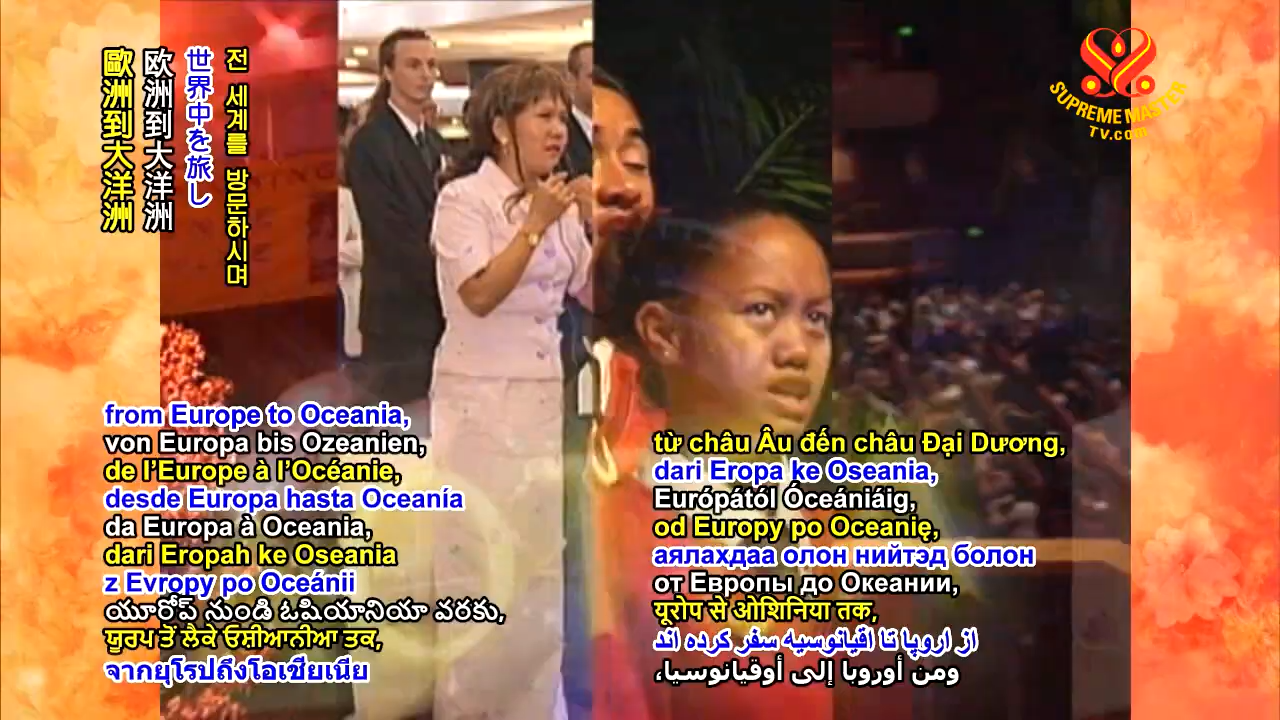 歐洲到大洋洲
欧洲到大洋洲
世界中を旅し
전 세계를 방문하시며
SUPREME MASTER
TV.com
from Europe to Oceania,
von Europa bis Ozeanien,
de l'Europe à l'Océanie,
desde Europa hasta Oceanía
da Europa à Oceania,
dari Eropah ke Oseania
z Evropy po Oceánii
యూరోప్ నుండి ఓషియానియా వరకు,
ਯੂਰਪ ਤੋਂ ਲੈਕੇ ਓਸ਼ੀਆਨੀਆ ਤਕ,
จากยุโรปถึงโอเชียเนีย
từ châu Âu đến châu Đại Dương,
dari Eropa ke Oseania,
Európától Óceániáig,
od Europy po Oceanię,
аялахдаа олон нийтэд болон
от Европы до Океании,
यूरोप से ओशिनिया तक,
از اروپا تا اقیانوسیه سفر کرده اند
ومن أوروبا إلى أوقيانوسيا،